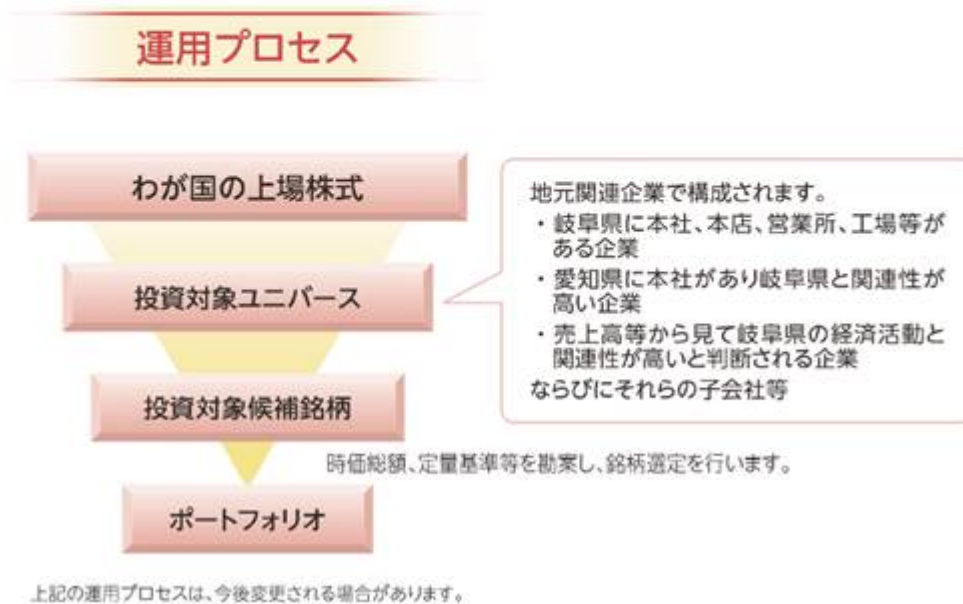 運用プロセス
わが国の上場株式
投資対象ユニバース
地元関連企業で構成されます。
・岐阜県に本社、本店、営業所、工場等が
ある企業
・愛知県に本社があり岐阜県と関連性が
高い企業
・売上高等から見て岐阜県の経済活動と
関連性が高いと判断される企業
ならびにそれらの子会社等
投資対象候補銘柄
時価総額、定量基準等を勘案し、銘柄選定を行います。
ポートフォリオ
上記の運用プロセスは、今後変更される場合があります。